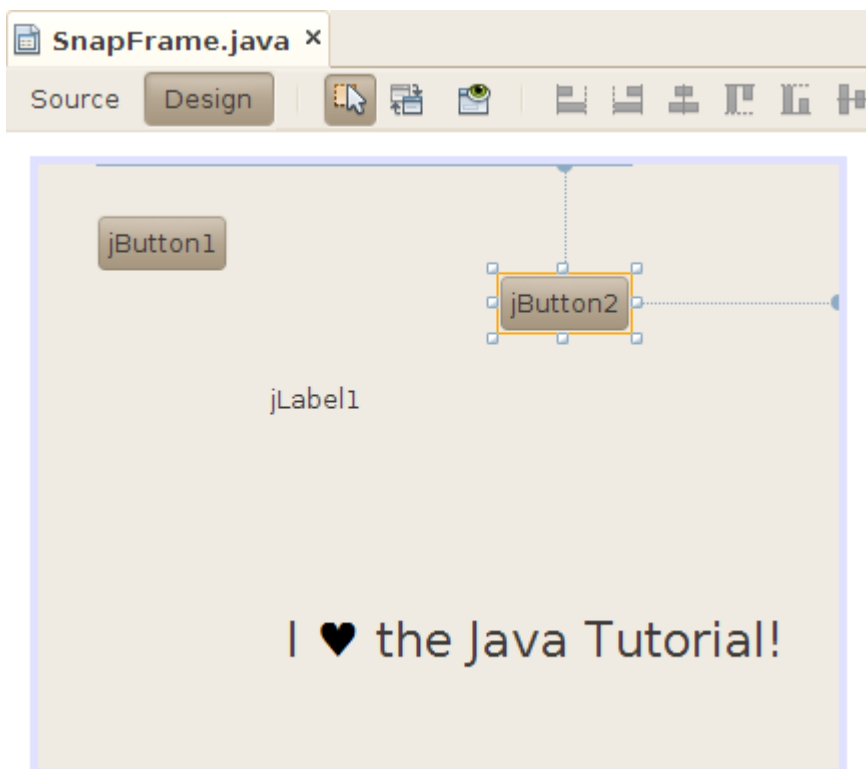 SnapFrame.java ×
Source Design
jButton1
jButton2
jLabel1
I ♥ the Java Tutorial!